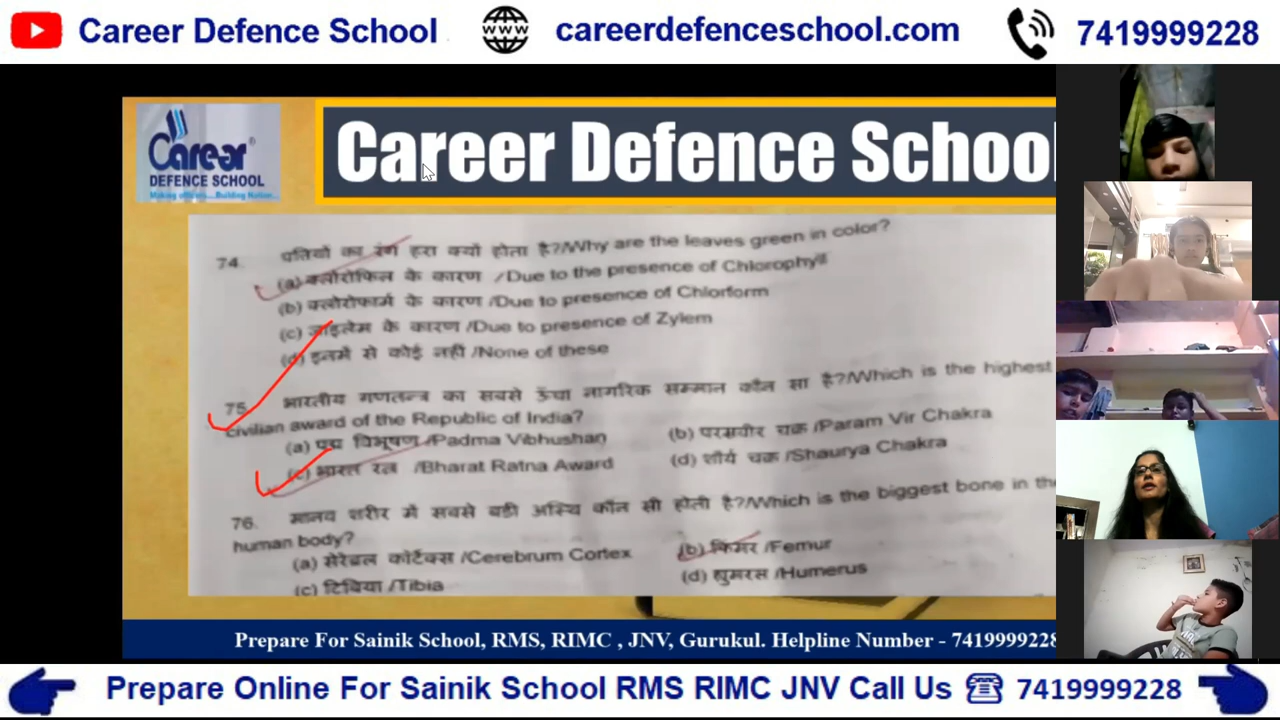 Career Defence School
www
careerdefenceschool.com
7419999228
Career
DEFENCE SCHOOL
Making officers....Building Nation...
Career Defence Schoo
74. पतियों का रंग हरा क्यों होता है?/Why are the leaves green in color?
(a) क्लोरोफिल के कारण /Due to the presence of Chlorophyll
(b) क्लोरोफार्म के कारण /Due to presence of Chlorform
(c) जाइलेम के कारण /Due to presence of Zylem
(d) इनमें से कोई नहीं /None of these
75. भारतीय गणतन्त्र का सबसे ऊँचा नागरिक सम्मान कौन सा है?/Which is the highest
civilian award of the Republic of India?
(a) पद्म विभूषण /Padma Vibhushan (b) परमवीर चक्र /Param Vir Chakra
(c) भारत रत्न /Bharat Ratna Award (d) शौर्य चक्र /Shaurya Chakra
76. मानव शरीर में सबसे बड़ी अस्थि कौन सी होती है?/Which is the biggest bone in the
human body?
(a) सेरेब्रल कोर्टेक्स /Cerebrum Cortex (b) फिमर /Femur
(c) टिबिया /Tibia (d) ह्युमरस /Humerus
Prepare For Sainik School, RMS, RIMC , JNV, Gurukul. Helpline Number - 7419999228
Prepare Online For Sainik School RMS RIMC JNV Call Us 7419999228